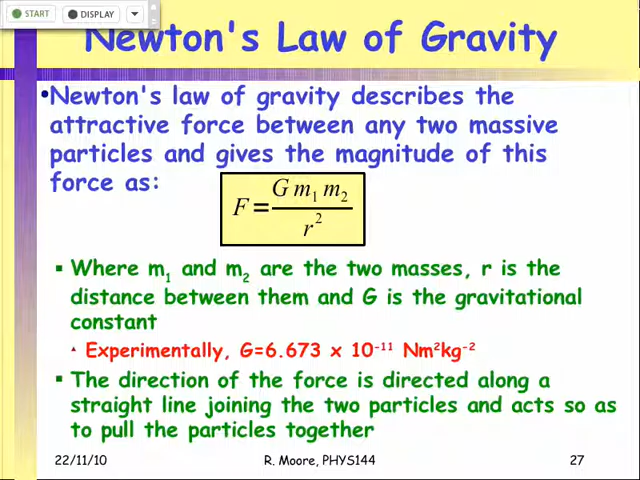 START DISPLAY
Newton's Law of Gravity
•Newton's law of gravity describes the
attractive force between any two massive
particles and gives the magnitude of this
force as:
F = G m₁ m₂ / r²
▪ Where m₁ and m₂ are the two masses, r is the
distance between them and G is the gravitational
constant
▴ Experimentally, G=6.673 x 10⁻¹¹ Nm²kg⁻²
▪ The direction of the force is directed along a
straight line joining the two particles and acts so as
to pull the particles together
22/11/10 R. Moore, PHYS144 27